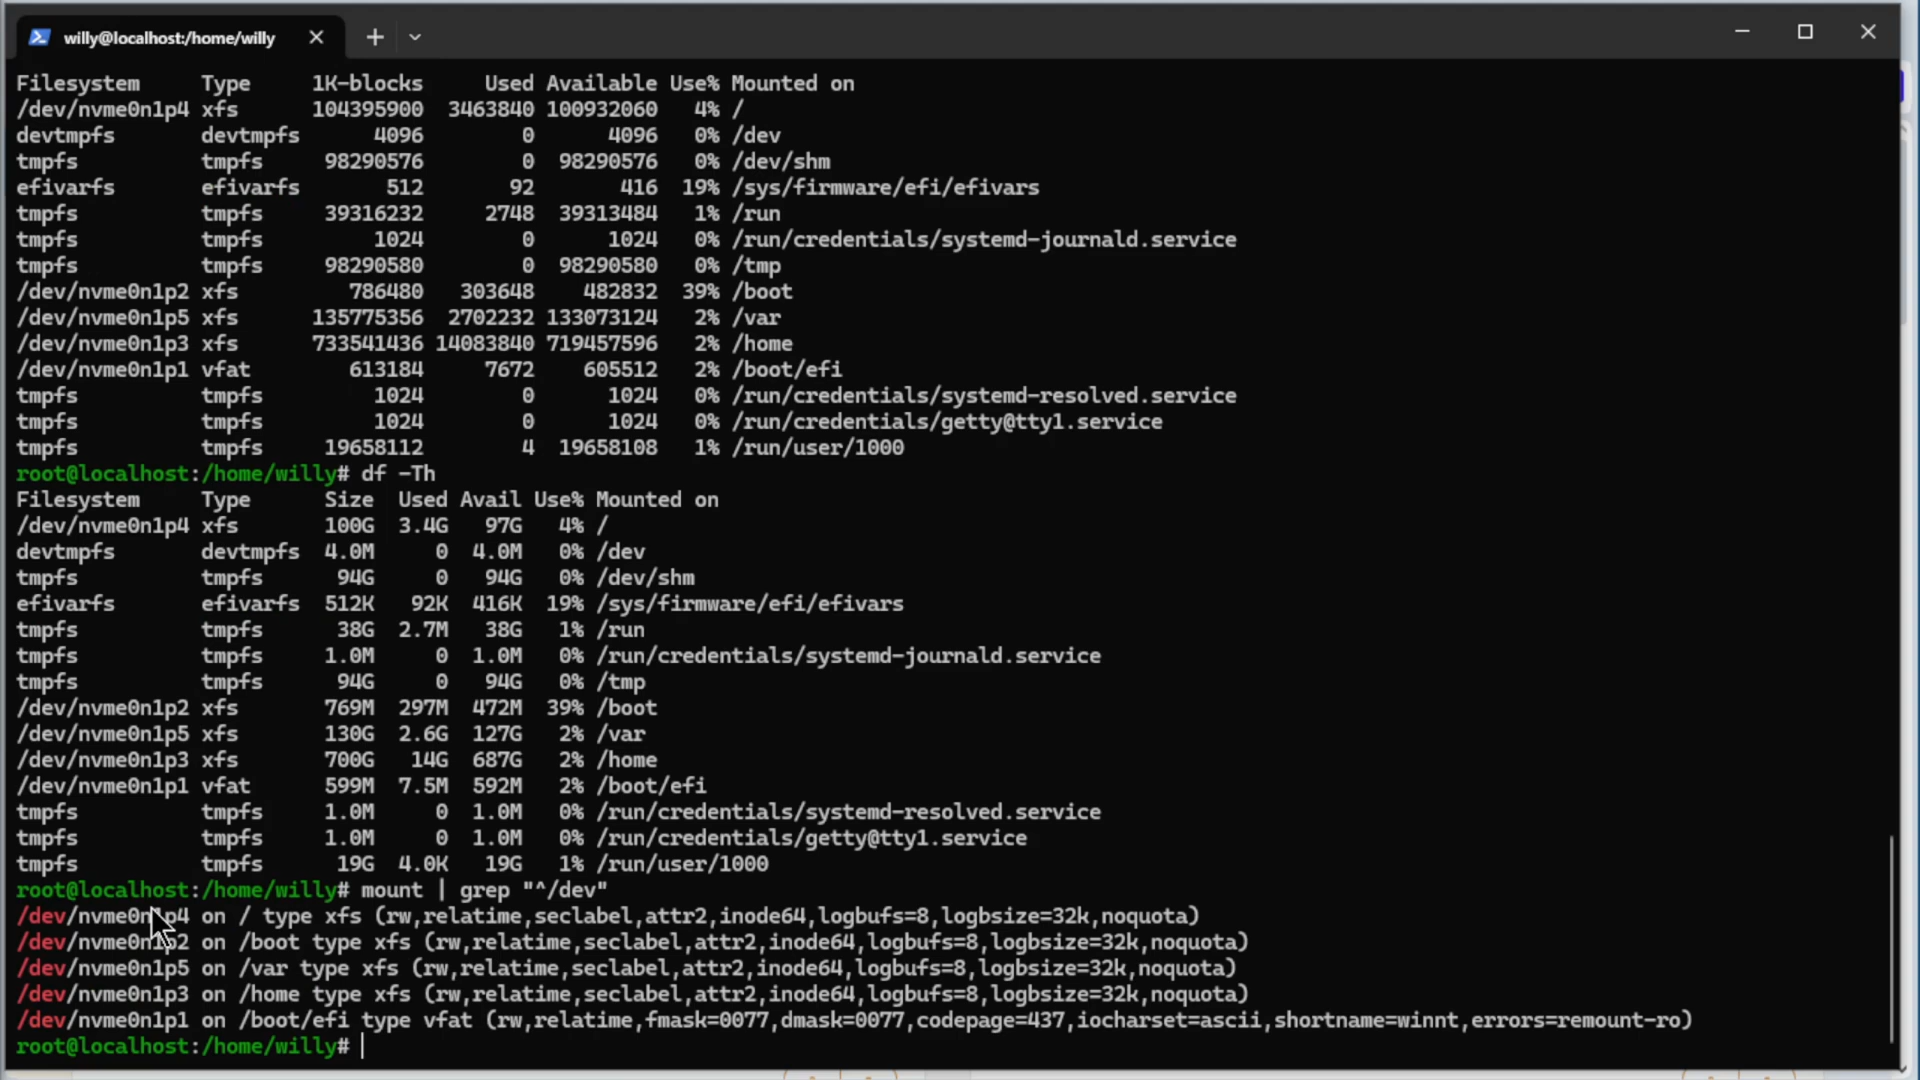 willy@localhost:/home/willy
Filesystem     Type     1K-blocks     Used Available Use% Mounted on
/dev/nvme0n1p4 xfs      104395900  3463840 100932060   4% /
devtmpfs       devtmpfs      4096        0      4096   0% /dev
tmpfs          tmpfs     98290576        0  98290576   0% /dev/shm
efivarfs       efivarfs       512       92       416  19% /sys/firmware/efi/efivars
tmpfs          tmpfs     39316232     2748  39313484   1% /run
tmpfs          tmpfs         1024        0      1024   0% /run/credentials/systemd-journald.service
tmpfs          tmpfs     98290580        0  98290580   0% /tmp
/dev/nvme0n1p2 xfs         786480   303648    482832  39% /boot
/dev/nvme0n1p5 xfs      135775356  2702232 133073124   2% /var
/dev/nvme0n1p3 xfs      733541436 14083840 719457596   2% /home
/dev/nvme0n1p1 vfat        613184     7672    605512   2% /boot/efi
tmpfs          tmpfs         1024        0      1024   0% /run/credentials/systemd-resolved.service
tmpfs          tmpfs         1024        0      1024   0% /run/credentials/getty@tty1.service
tmpfs          tmpfs     19658112        4  19658108   1% /run/user/1000
root@localhost:/home/willy# df -Th
Filesystem     Type      Size  Used Avail Use% Mounted on
/dev/nvme0n1p4 xfs       100G  3.4G   97G   4% /
devtmpfs       devtmpfs  4.0M     0  4.0M   0% /dev
tmpfs          tmpfs      94G     0   94G   0% /dev/shm
efivarfs       efivarfs  512K   92K  416K  19% /sys/firmware/efi/efivars
tmpfs          tmpfs      38G  2.7M   38G   1% /run
tmpfs          tmpfs     1.0M     0  1.0M   0% /run/credentials/systemd-journald.service
tmpfs          tmpfs      94G     0   94G   0% /tmp
/dev/nvme0n1p2 xfs       769M  297M  472M  39% /boot
/dev/nvme0n1p5 xfs       130G  2.6G  127G   2% /var
/dev/nvme0n1p3 xfs       700G   14G  687G   2% /home
/dev/nvme0n1p1 vfat      599M  7.5M  592M   2% /boot/efi
tmpfs          tmpfs     1.0M     0  1.0M   0% /run/credentials/systemd-resolved.service
tmpfs          tmpfs     1.0M     0  1.0M   0% /run/credentials/getty@tty1.service
tmpfs          tmpfs      19G  4.0K   19G   1% /run/user/1000
root@localhost:/home/willy# mount | grep "^/dev"
/dev/nvme0n1p4 on / type xfs (rw,relatime,seclabel,attr2,inode64,logbufs=8,logbsize=32k,noquota)
/dev/nvme0n1p2 on /boot type xfs (rw,relatime,seclabel,attr2,inode64,logbufs=8,logbsize=32k,noquota)
/dev/nvme0n1p5 on /var type xfs (rw,relatime,seclabel,attr2,inode64,logbufs=8,logbsize=32k,noquota)
/dev/nvme0n1p3 on /home type xfs (rw,relatime,seclabel,attr2,inode64,logbufs=8,logbsize=32k,noquota)
/dev/nvme0n1p1 on /boot/efi type vfat (rw,relatime,fmask=0077,dmask=0077,codepage=437,iocharset=ascii,shortname=winnt,errors=remount-ro)
root@localhost:/home/willy#